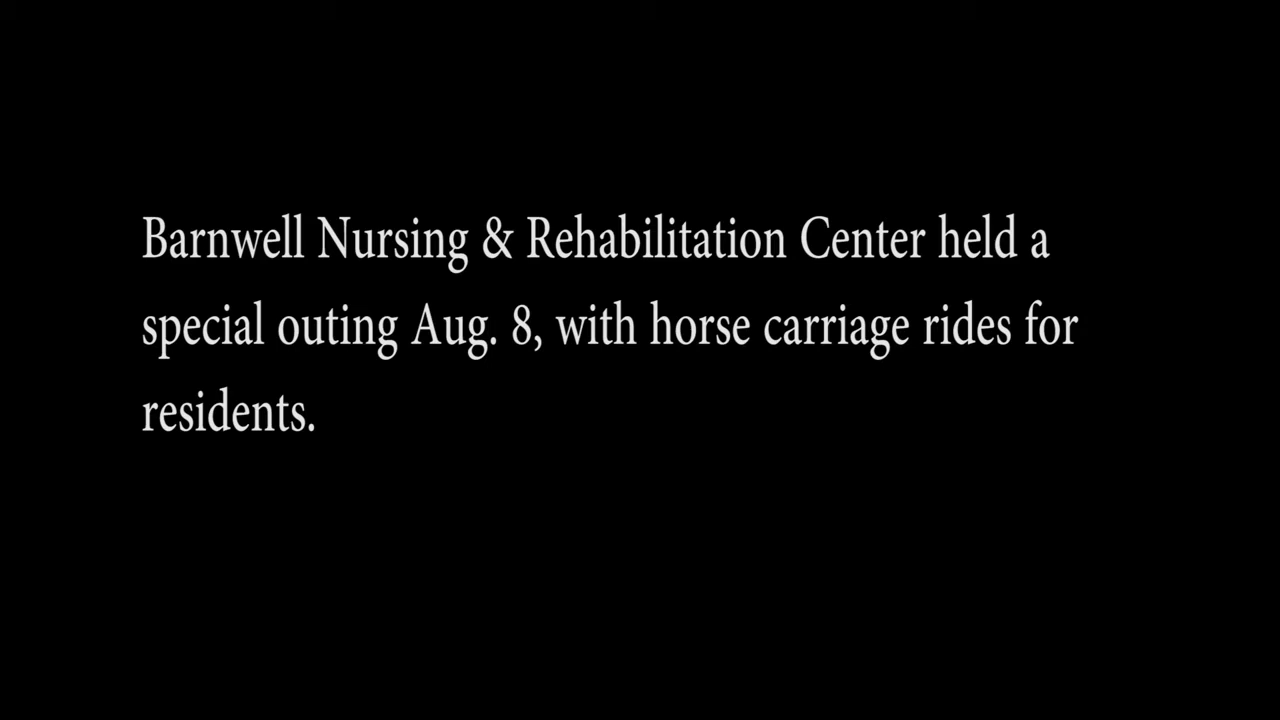 Barnwell Nursing & Rehabilitation Center held a
special outing Aug. 8, with horse carriage rides for
residents.